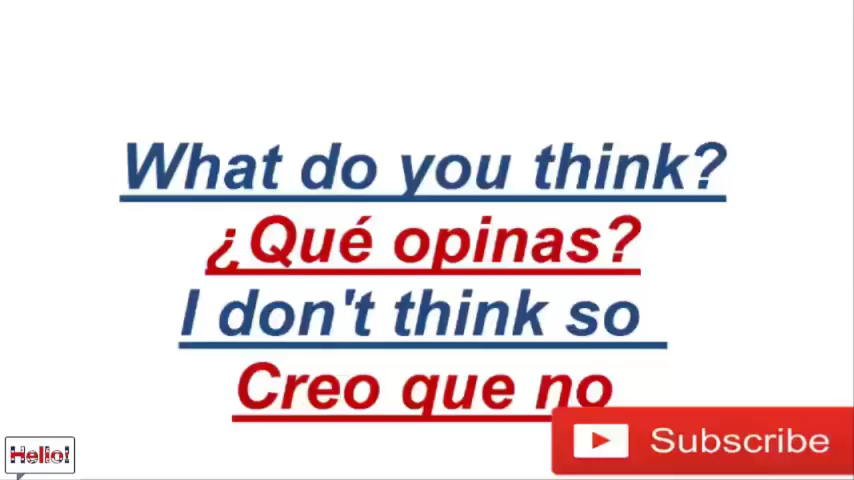 What do you think?
¿Qué opinas?
I don't think so
Creo que no
Subscribe
Hello!